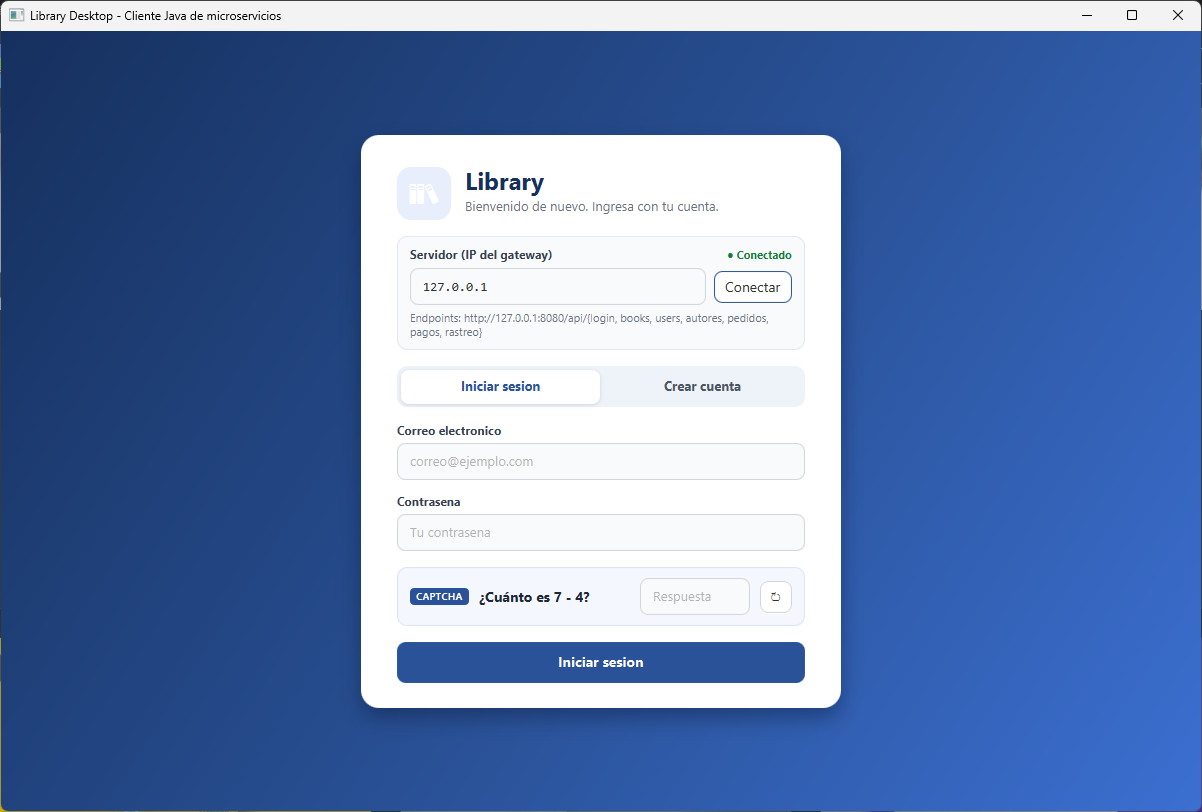 Library Desktop - Cliente Java de microservicios
Library
Bienvenido de nuevo. Ingresa con tu cuenta.
Servidor (IP del gateway)
• Conectado
127.0.0.1
Conectar
Endpoints: http://127.0.0.1:8080/api/{login, books, users, autores, pedidos,
pagos, rastreo}
Iniciar sesion
Crear cuenta
Correo electronico
correo@ejemplo.com
Contrasena
Tu contrasena
CAPTCHA
¿Cuánto es 7 - 4?
Respuesta
Iniciar sesion